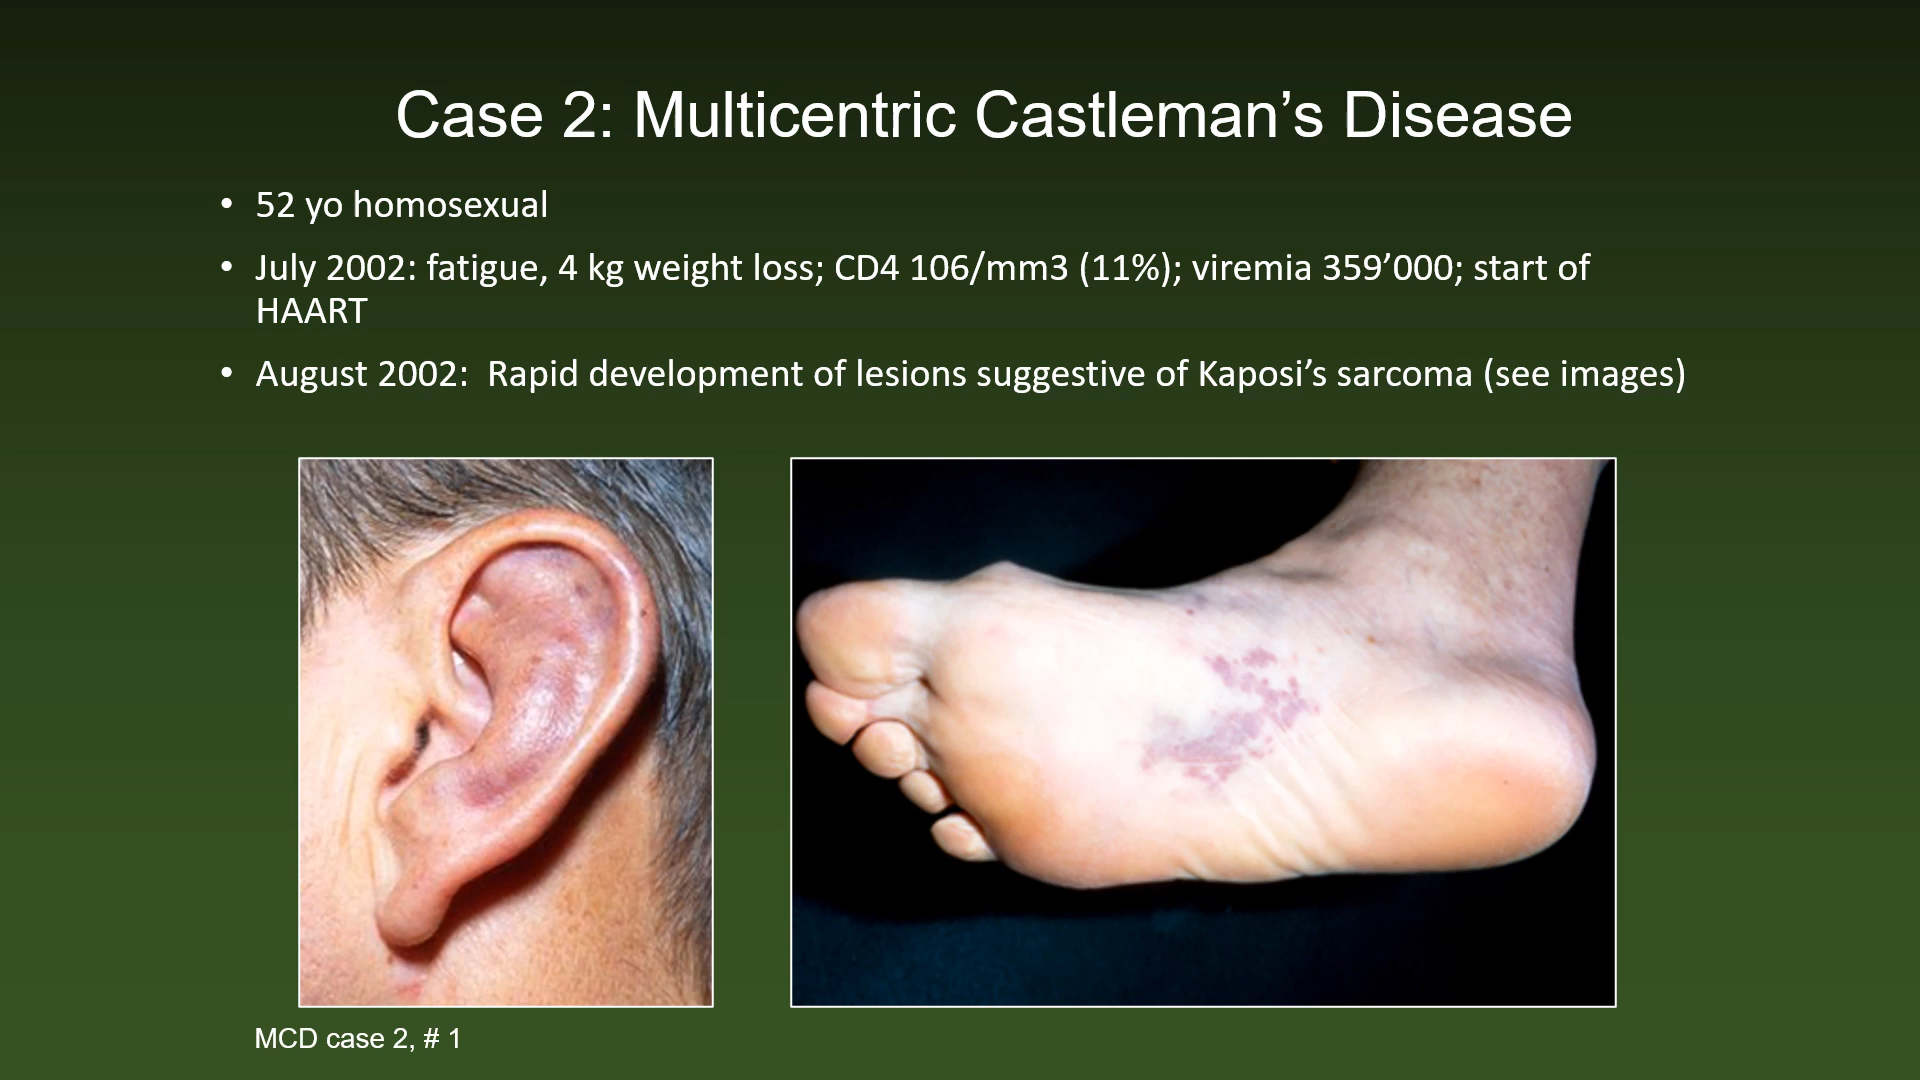 Case 2: Multicentric Castleman’s Disease
• 52 yo homosexual
• July 2002: fatigue, 4 kg weight loss; CD4 106/mm3 (11%); viremia 359’000; start of
HAART
• August 2002:  Rapid development of lesions suggestive of Kaposi’s sarcoma (see images)
MCD case 2, # 1